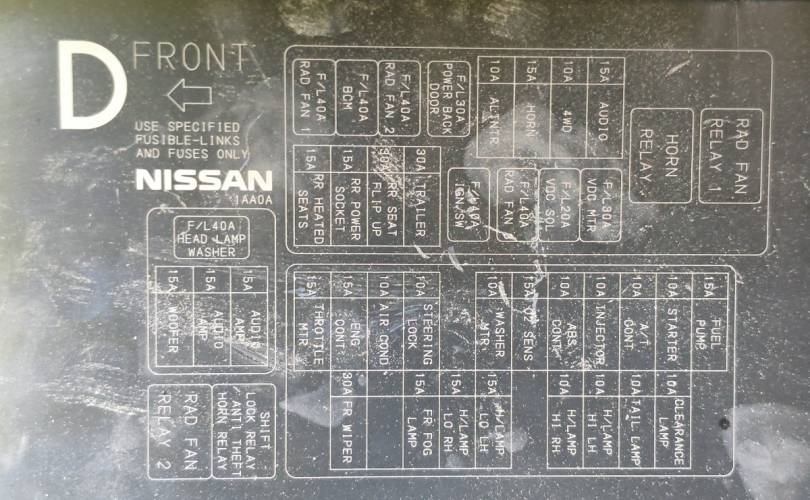 D
FRONT
USE SPECIFIED
FUSIBLE-LINKS
AND FUSES ONLY
NISSAN
1AA0A
F/L40A
HEAD LAMP
WASHER
15A WOOFER
15A AUDIO
AMP
15A AUDIO
AMP
RAD FAN
RELAY 2
SHIFT
LOCK RELAY
/ANTI THEFT
HORN RELAY
F/L40A
RAD FAN 1
F/L40A
BCM
F/L40A
RAD FAN 2
F/L30A
POWER BACK
DOOR
10A ALTNTR
15A HORN
10A 4WD
15A AUDIO
HORN
RELAY
RAD FAN
RELAY 1
15A RR HEATED
SEATS
15A RR POWER
SOCKET
30A RR SEAT
FLIP UP
30A TRAILER
F/L40A
IGN/SW
F/L40A
RAD FAN
F/L30A
VDC SOL
VDC MTR
15A THROTTLE
MTR
15A ENG
CONT
10A AIR COND
10A STEERING
LOCK
10A WASHER
MTR
15A O2 SENS
10A ABS
CONT
10A INJECTOR
10A A/T
CONT
10A STARTER
15A FUEL
PUMP
30A FR WIPER
15A FR FOG
LAMP
15A H/LAMP
LO RH
15A H/LAMP
LO LH
10A H/LAMP
HI RH
10A H/LAMP
HI LH
10A TAIL LAMP
10A CLEARANCE
LAMP